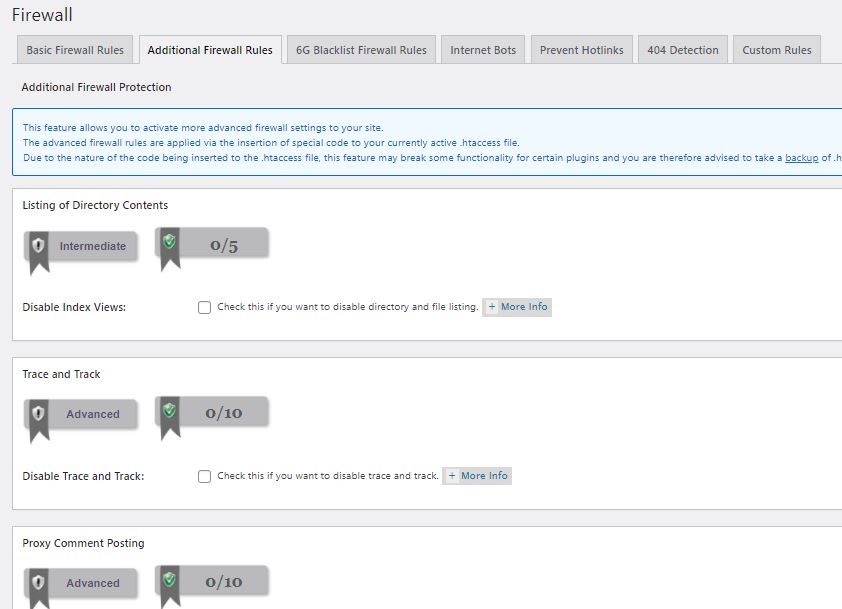 Firewall
Basic Firewall Rules
Additional Firewall Rules
6G Blacklist Firewall Rules
Internet Bots
Prevent Hotlinks
404 Detection
Custom Rules
Additional Firewall Protection
This feature allows you to activate more advanced firewall settings to your site.
The advanced firewall rules are applied via the insertion of special code to your currently active .htaccess file.
Due to the nature of the code being inserted to the .htaccess file, this feature may break some functionality for certain plugins and you are therefore advised to take a backup of .h
Listing of Directory Contents
Intermediate
0/5
Disable Index Views:
Check this if you want to disable directory and file listing.
+ More Info
Trace and Track
Advanced
0/10
Disable Trace and Track:
Check this if you want to disable trace and track.
+ More Info
Proxy Comment Posting
Advanced
0/10